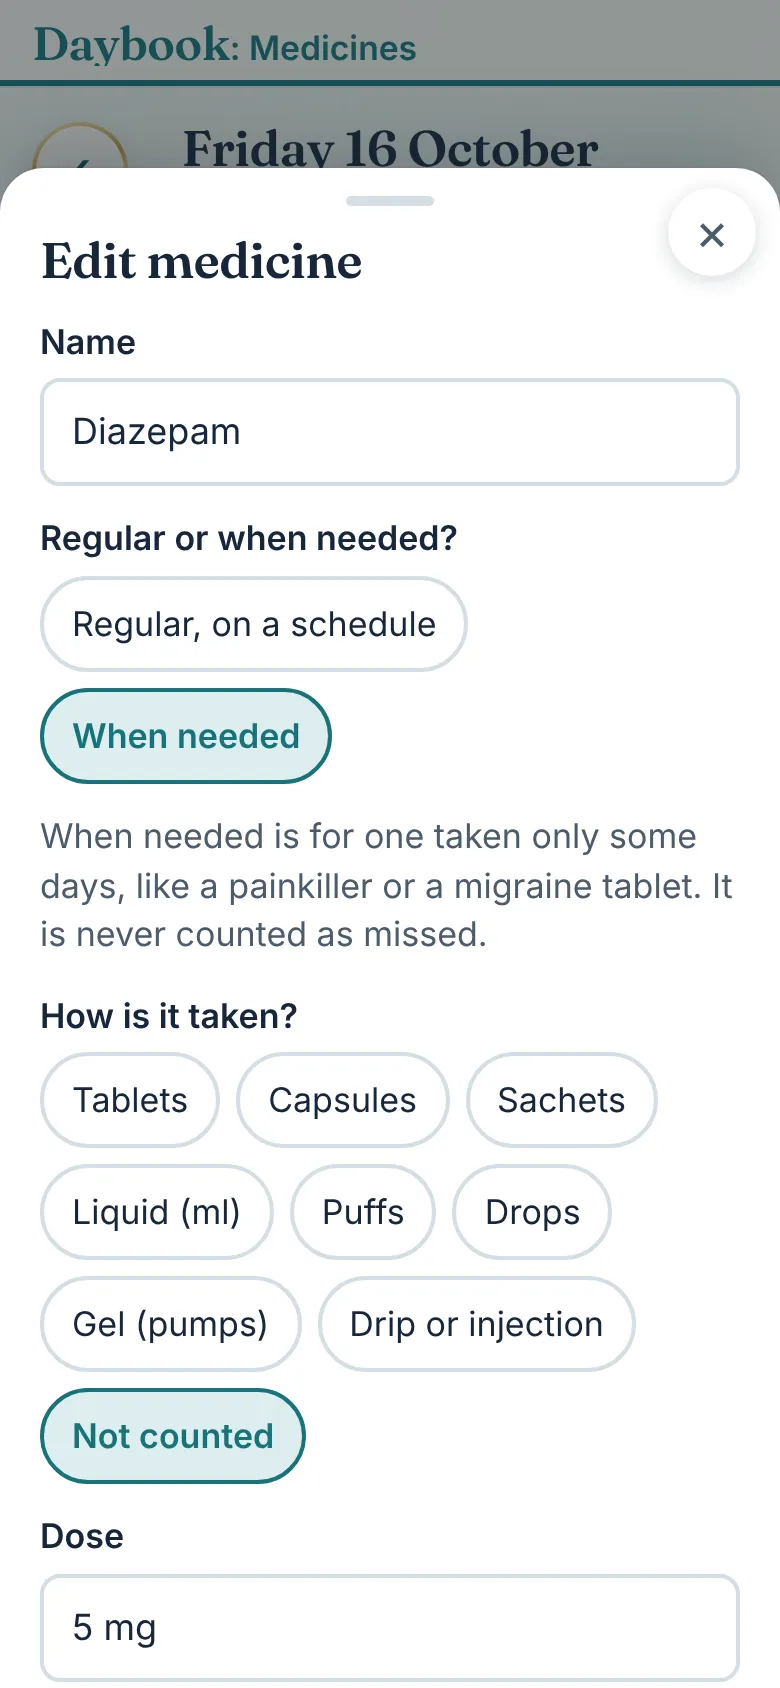 Daybook: Medicines
Friday 16 October
Edit medicine
Name
Diazepam
Regular or when needed?
Regular, on a schedule
When needed
When needed is for one taken only some
days, like a painkiller or a migraine tablet. It
is never counted as missed.
How is it taken?
Tablets
Capsules
Sachets
Liquid (ml)
Puffs
Drops
Gel (pumps)
Drip or injection
Not counted
Dose
5 mg